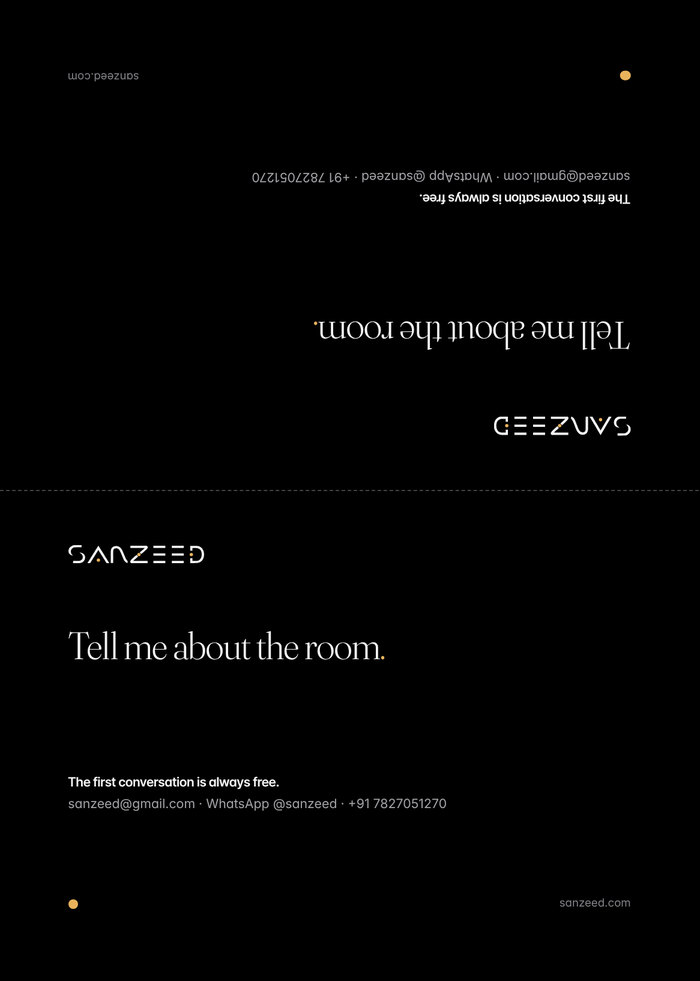 sanzeed.com
sanzeed@gmail.com · WhatsApp @sanzeed · +91 7827051270
The first conversation is always free.
Tell me about the room.
SANZEED
SANZEED
Tell me about the room.
The first conversation is always free.
sanzeed@gmail.com · WhatsApp @sanzeed · +91 7827051270
sanzeed.com